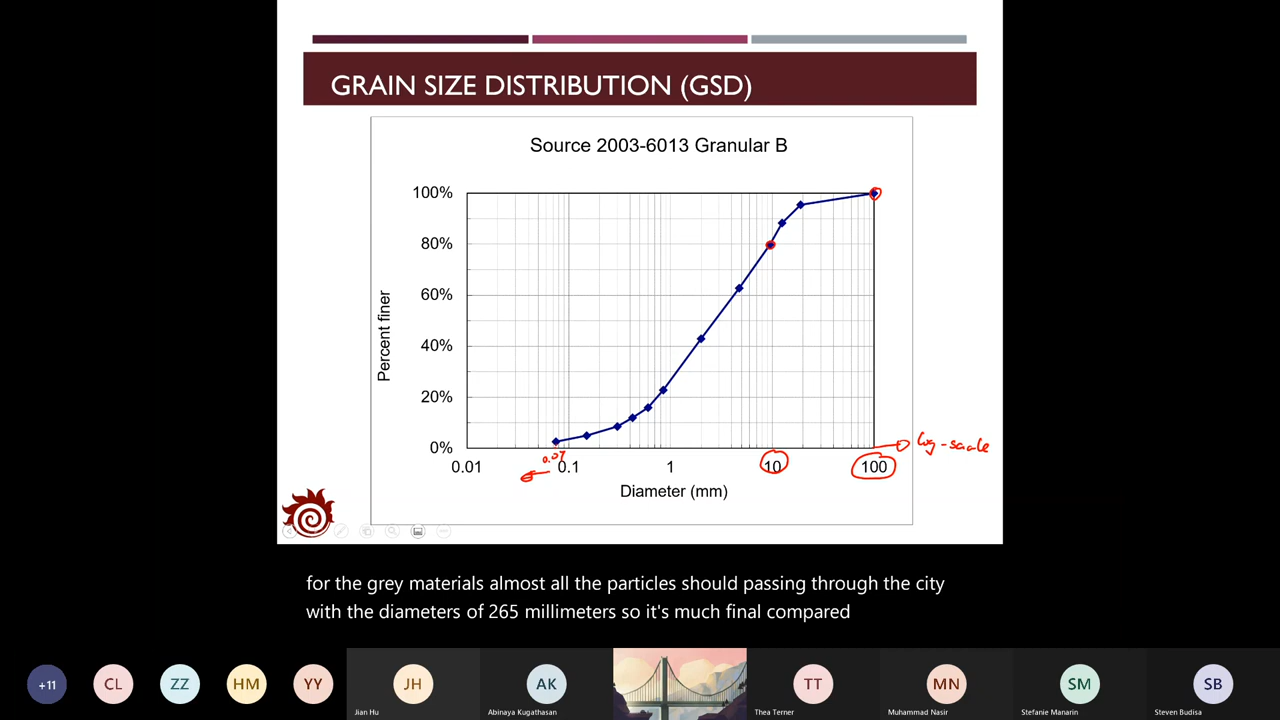 GRAIN SIZE DISTRIBUTION (GSD)
Source 2003-6013 Granular B
100%
80%
60%
40%
20%
0%
Percent finer
0.01
0.1
1
10
100
Diameter (mm)
0.07
log-scale
for the grey materials almost all the particles should passing through the city
with the diameters of 265 millimeters so it's much final compared
+11
CL
ZZ
HM
YY
JH
Jian Hu
AK
Abinaya Kugathasan
TT
Thea Terner
MN
Muhammad Nasir
SM
Stefanie Manarin
SB
Steven Budisa